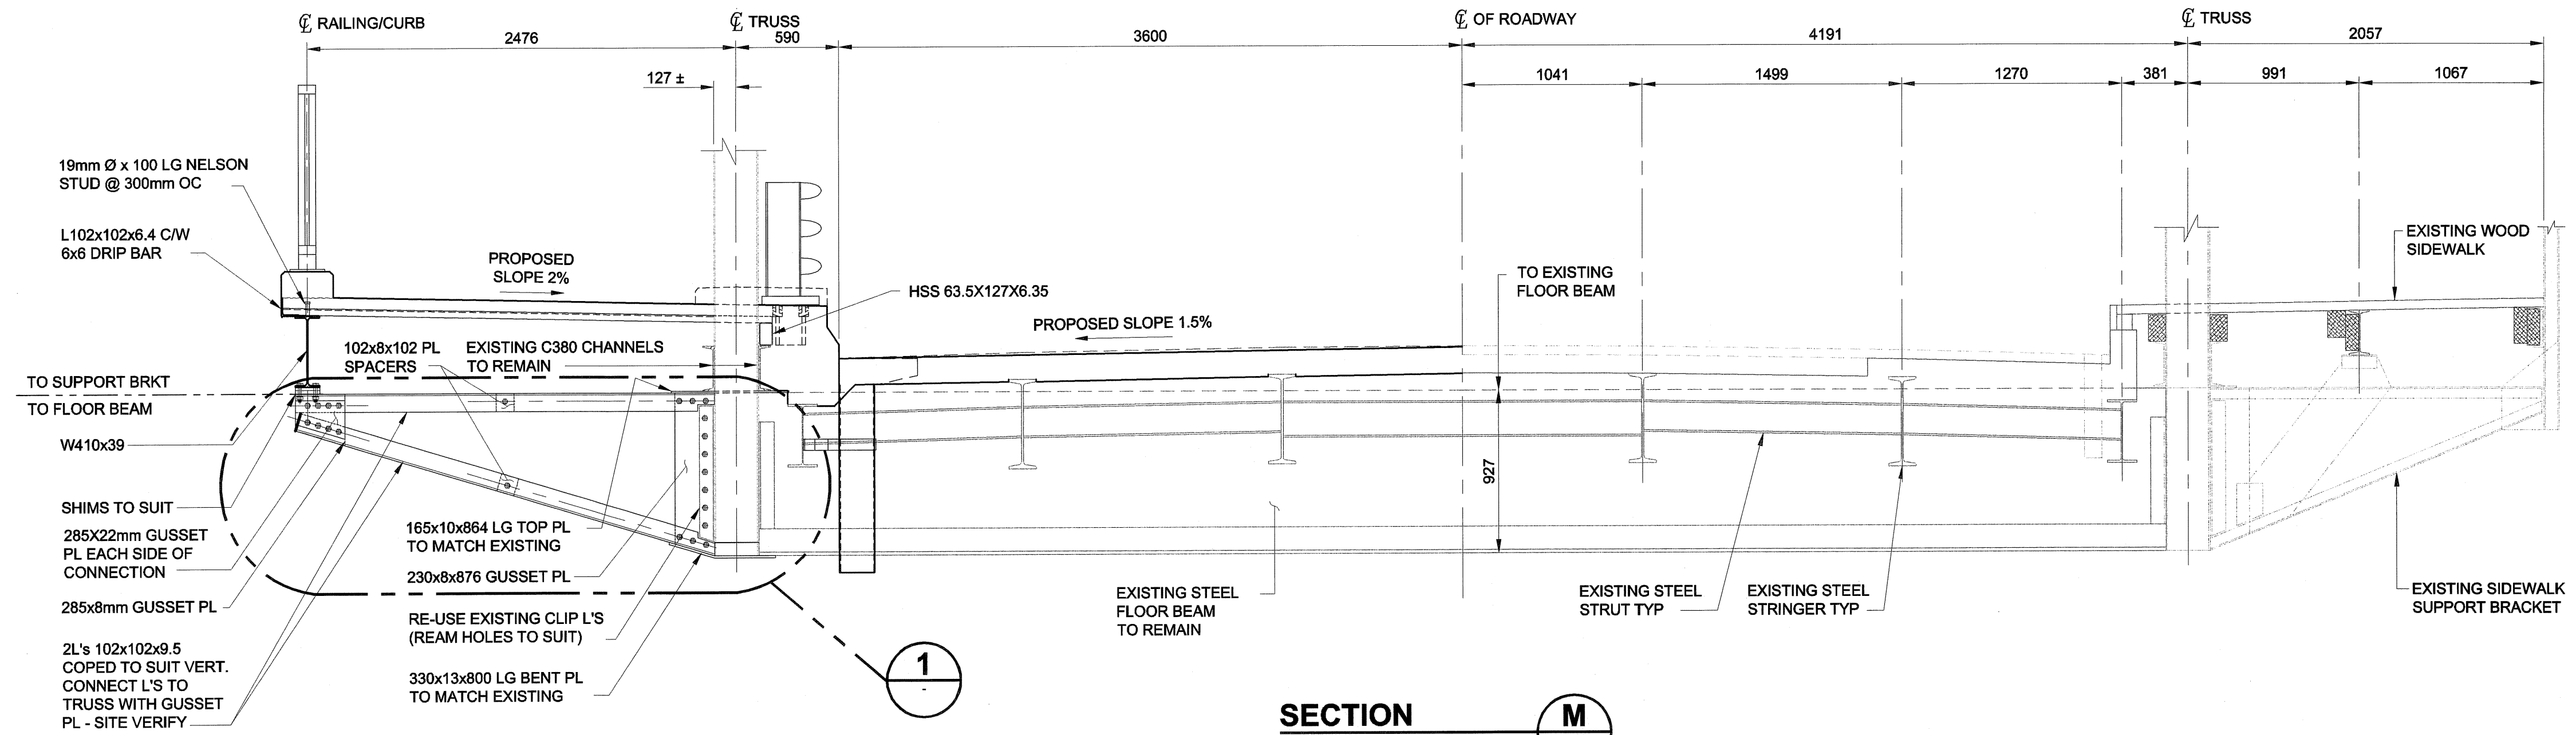 ℄ RAILING/CURB
℄ TRUSS
℄ OF ROADWAY
℄ TRUSS
2476
590
3600
4191
2057
127 ±
1041
1499
1270
381
991
1067
19mm Ø x 100 LG NELSON
STUD @ 300mm OC
L102x102x6.4 C/W
6x6 DRIP BAR
PROPOSED
SLOPE 2%
HSS 63.5X127X6.35
PROPOSED SLOPE 1.5%
TO EXISTING
FLOOR BEAM
EXISTING WOOD
SIDEWALK
102x8x102 PL
SPACERS
EXISTING C380 CHANNELS
TO REMAIN
TO SUPPORT BRKT
TO FLOOR BEAM
W410x39
927
SHIMS TO SUIT
285X22mm GUSSET
PL EACH SIDE OF
CONNECTION
285x8mm GUSSET PL
2L's 102x102x9.5
COPED TO SUIT VERT.
CONNECT L'S TO
TRUSS WITH GUSSET
PL - SITE VERIFY
165x10x864 LG TOP PL
TO MATCH EXISTING
230x8x876 GUSSET PL
RE-USE EXISTING CLIP L'S
(REAM HOLES TO SUIT)
330x13x800 LG BENT PL
TO MATCH EXISTING
1
-
EXISTING STEEL
FLOOR BEAM
TO REMAIN
EXISTING STEEL
STRUT TYP
EXISTING STEEL
STRINGER TYP
EXISTING SIDEWALK
SUPPORT BRACKET
SECTION
M